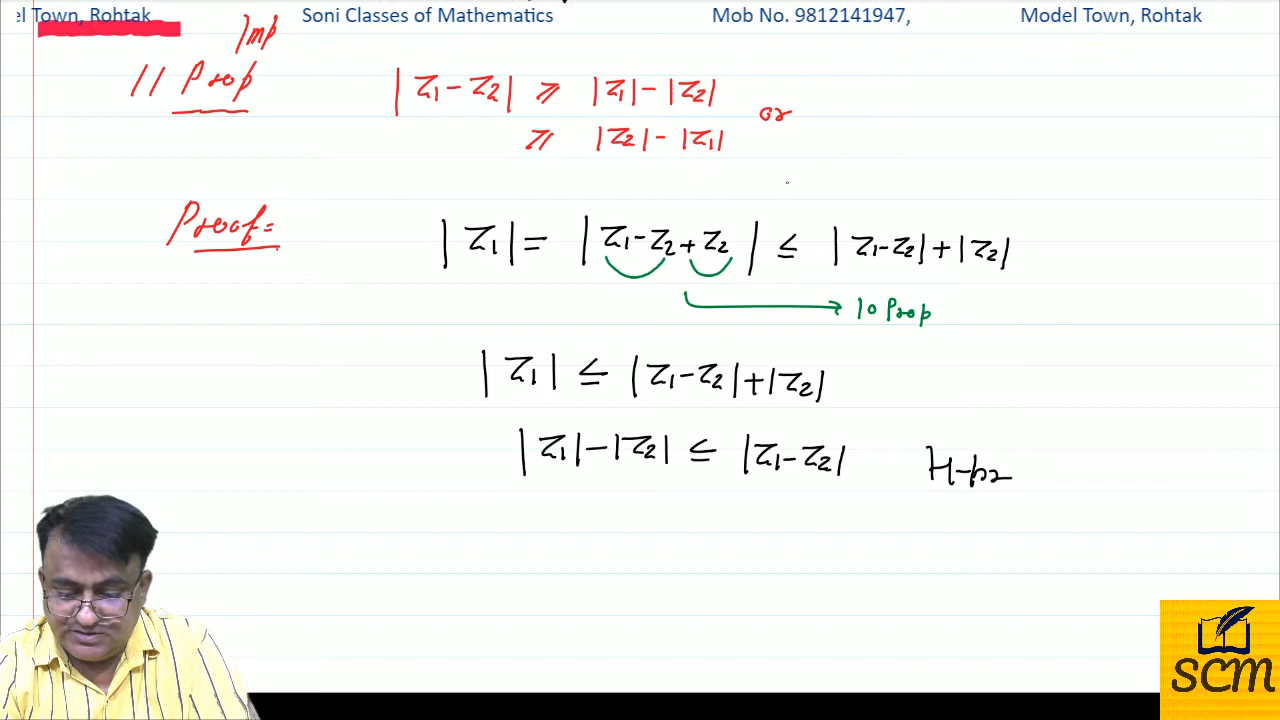 el Town, Rohtak Soni Classes of Mathematics Mob No. 9812141947, Model Town, Rohtak
Imp
11 Prop |Z1-Z2| ≥ |Z1|-|Z2| or
≥ |Z2|-|Z1|
Proof= |Z1| = |Z1-Z2+Z2| ≤ |Z1-Z2|+|Z2|
10 Prop
|Z1| ≤ |Z1-Z2|+|Z2|
|Z1|-|Z2| ≤ |Z1-Z2| H-pr
SCM